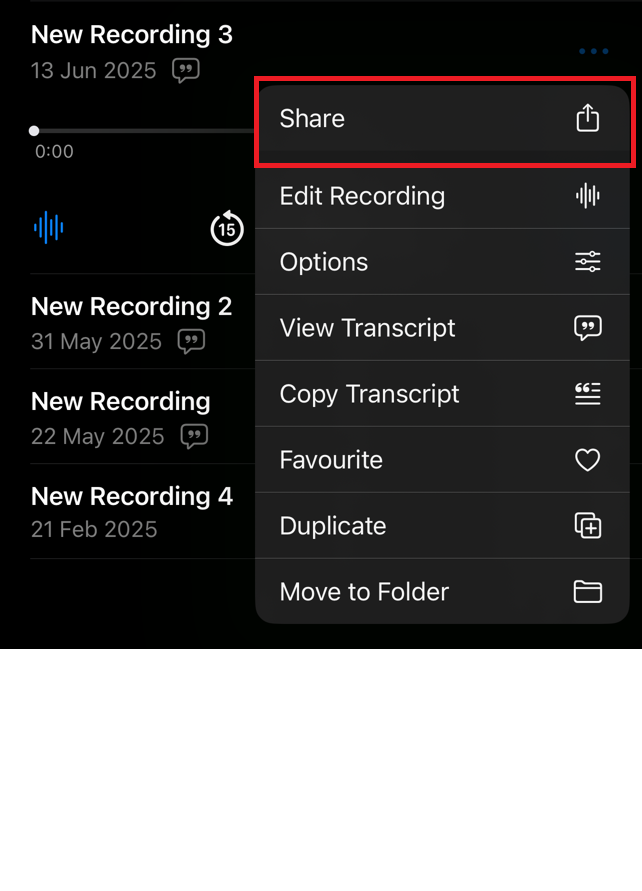 New Recording 3
13 Jun 2025
Share
0:00
Edit Recording
15
Options
New Recording 2
31 May 2025
View Transcript
New Recording
22 May 2025
Copy Transcript
Favourite
New Recording 4
21 Feb 2025
Duplicate
Move to Folder